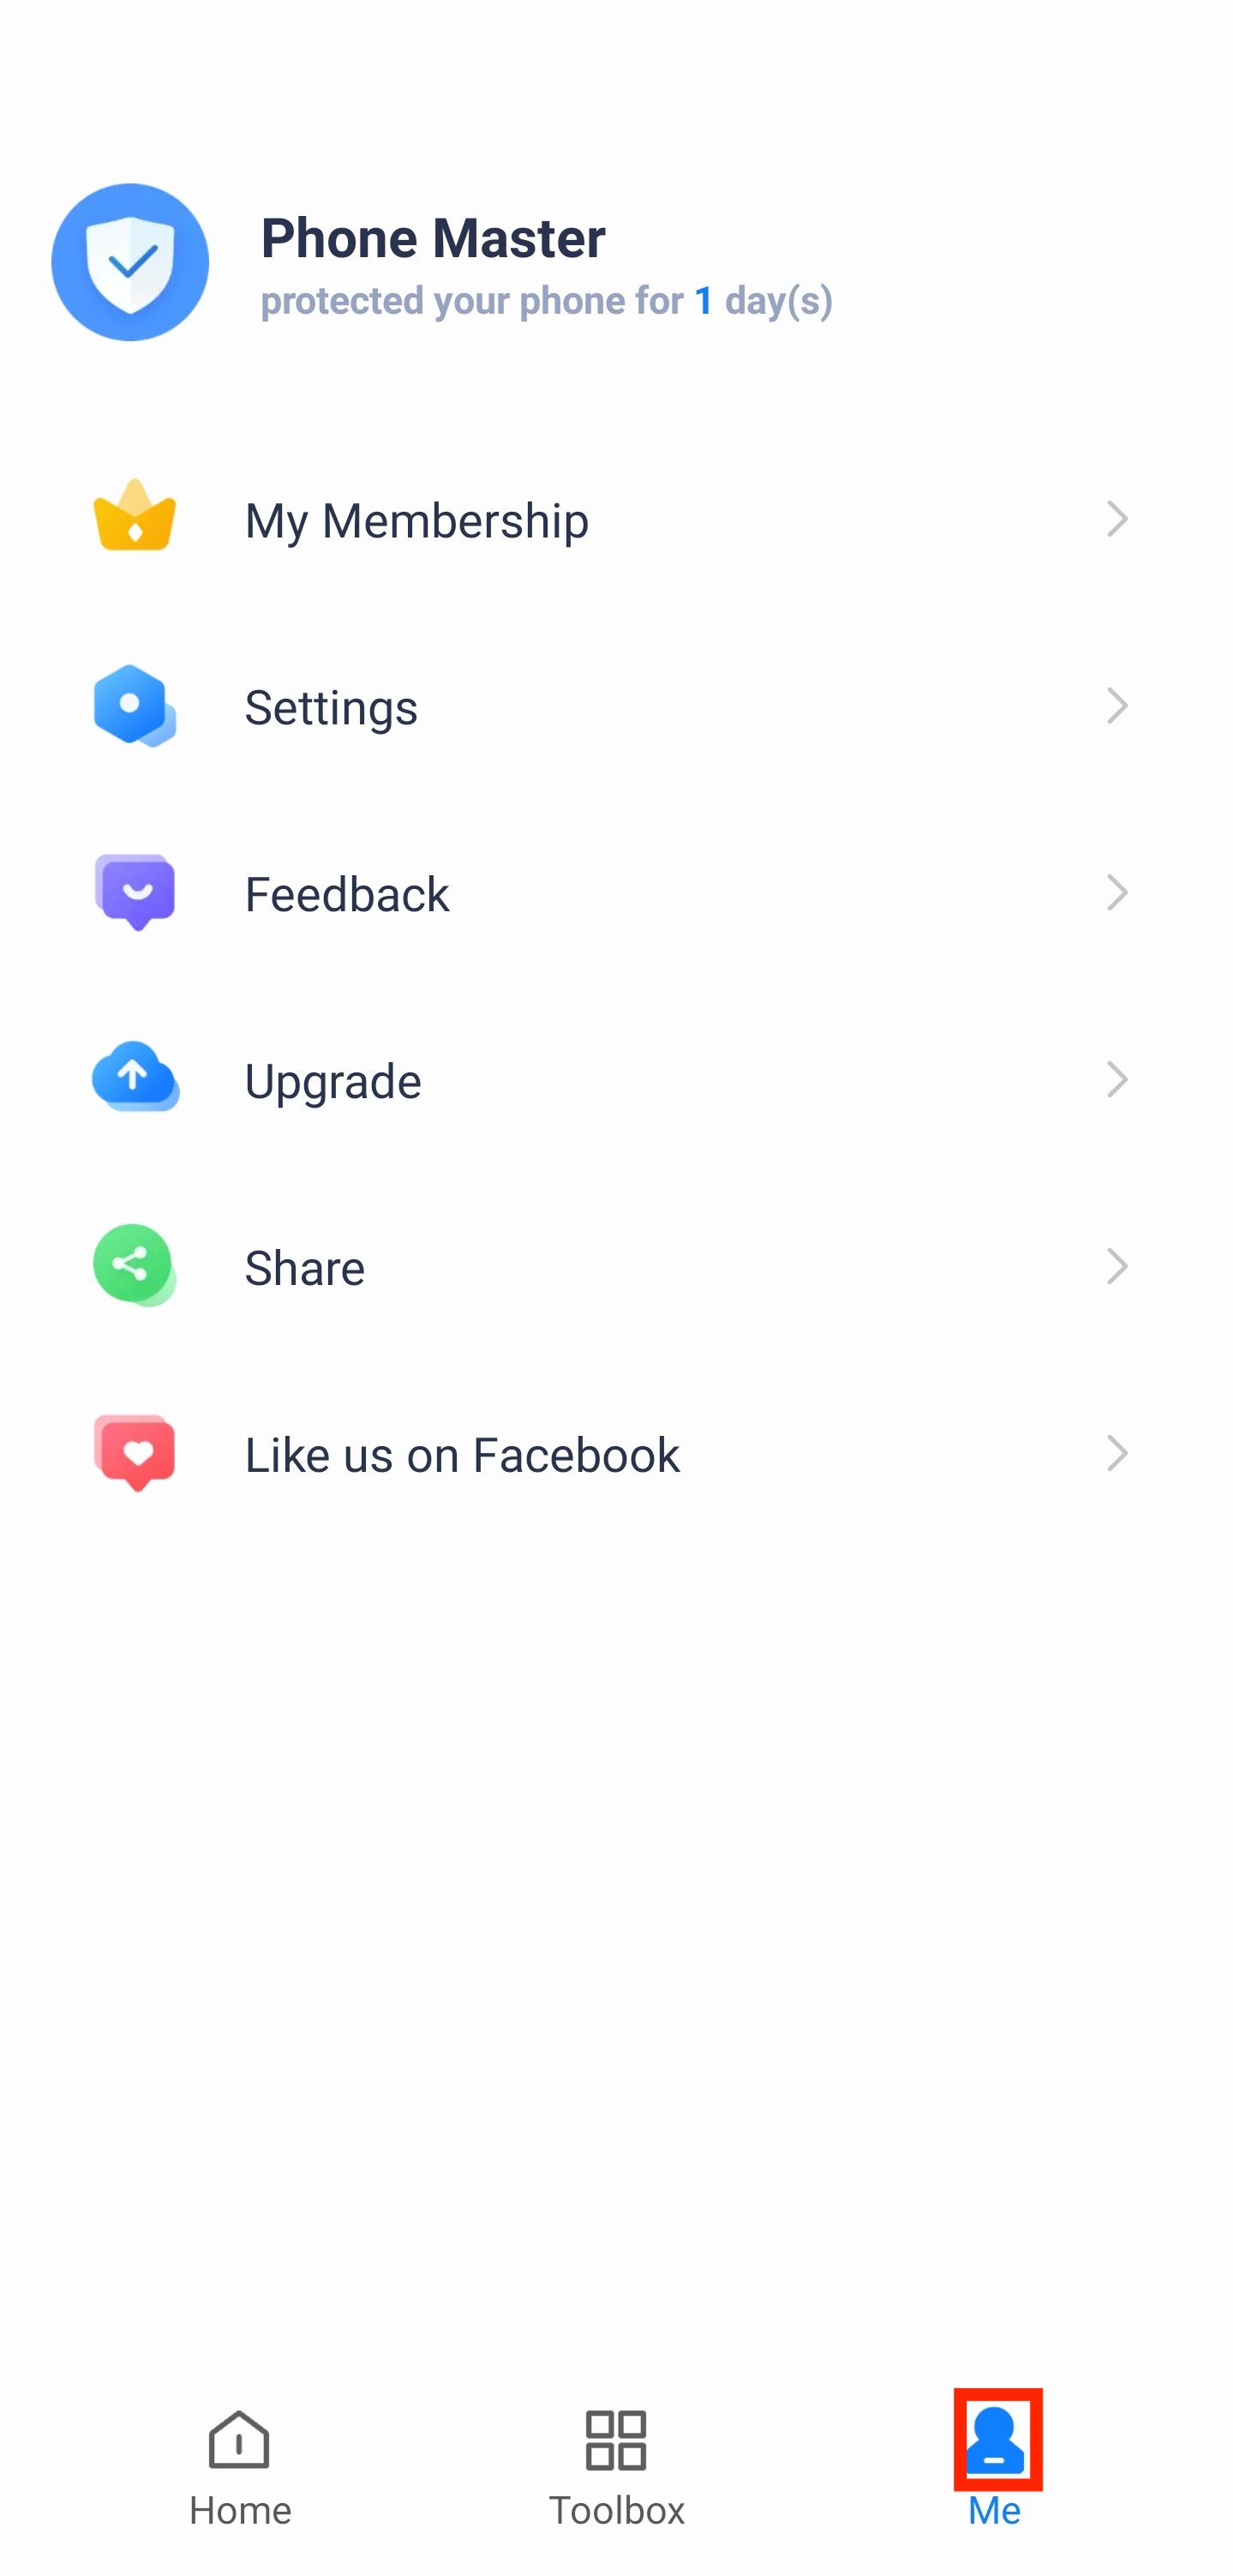 Phone Master
protected your phone for 1 day(s)
My Membership
Settings
Feedback
Upgrade
Share
Like us on Facebook
Home
Toolbox
Me